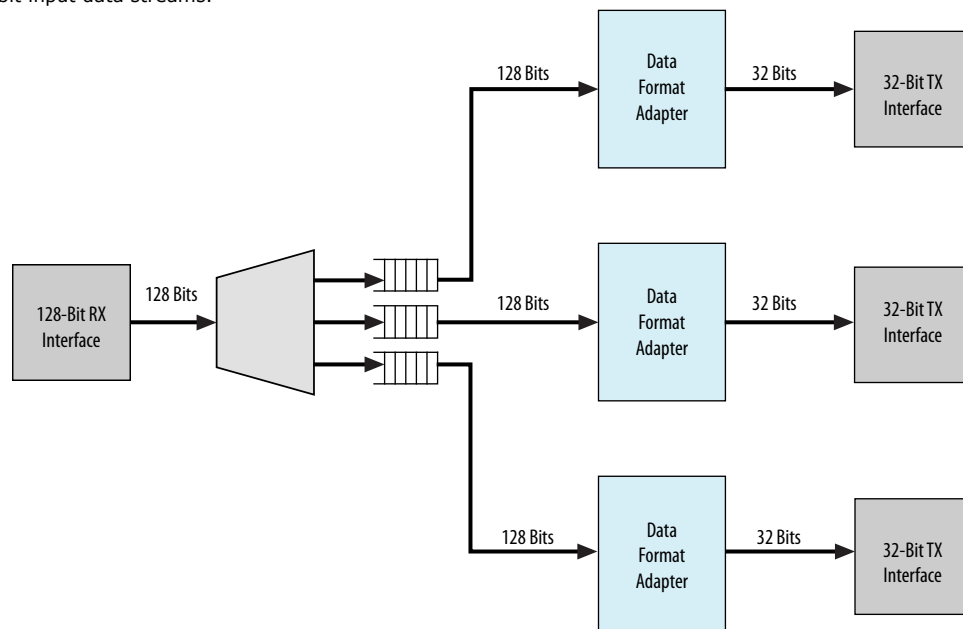 bit input data streams.
128 Bits
Data
Format
Adapter
32 Bits
32-Bit TX
Interface
128-Bit RX
Interface
128 Bits
128 Bits
Data
Format
Adapter
32 Bits
32-Bit TX
Interface
128 Bits
Data
Format
Adapter
32 Bits
32-Bit TX
Interface